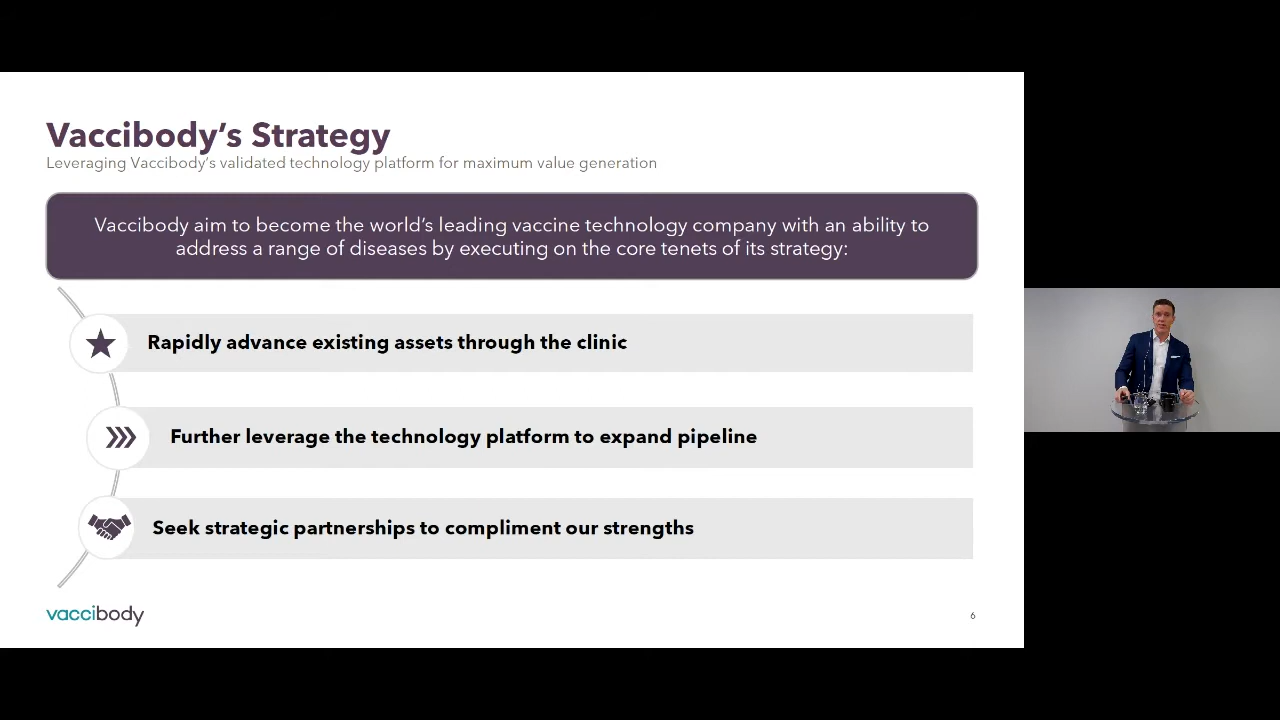 Vaccibody’s Strategy
Leveraging Vaccibody’s validated technology platform for maximum value generation
Vaccibody aim to become the world’s leading vaccine technology company with an ability to
address a range of diseases by executing on the core tenets of its strategy:
Rapidly advance existing assets through the clinic
Further leverage the technology platform to expand pipeline
Seek strategic partnerships to compliment our strengths
vaccibody
6